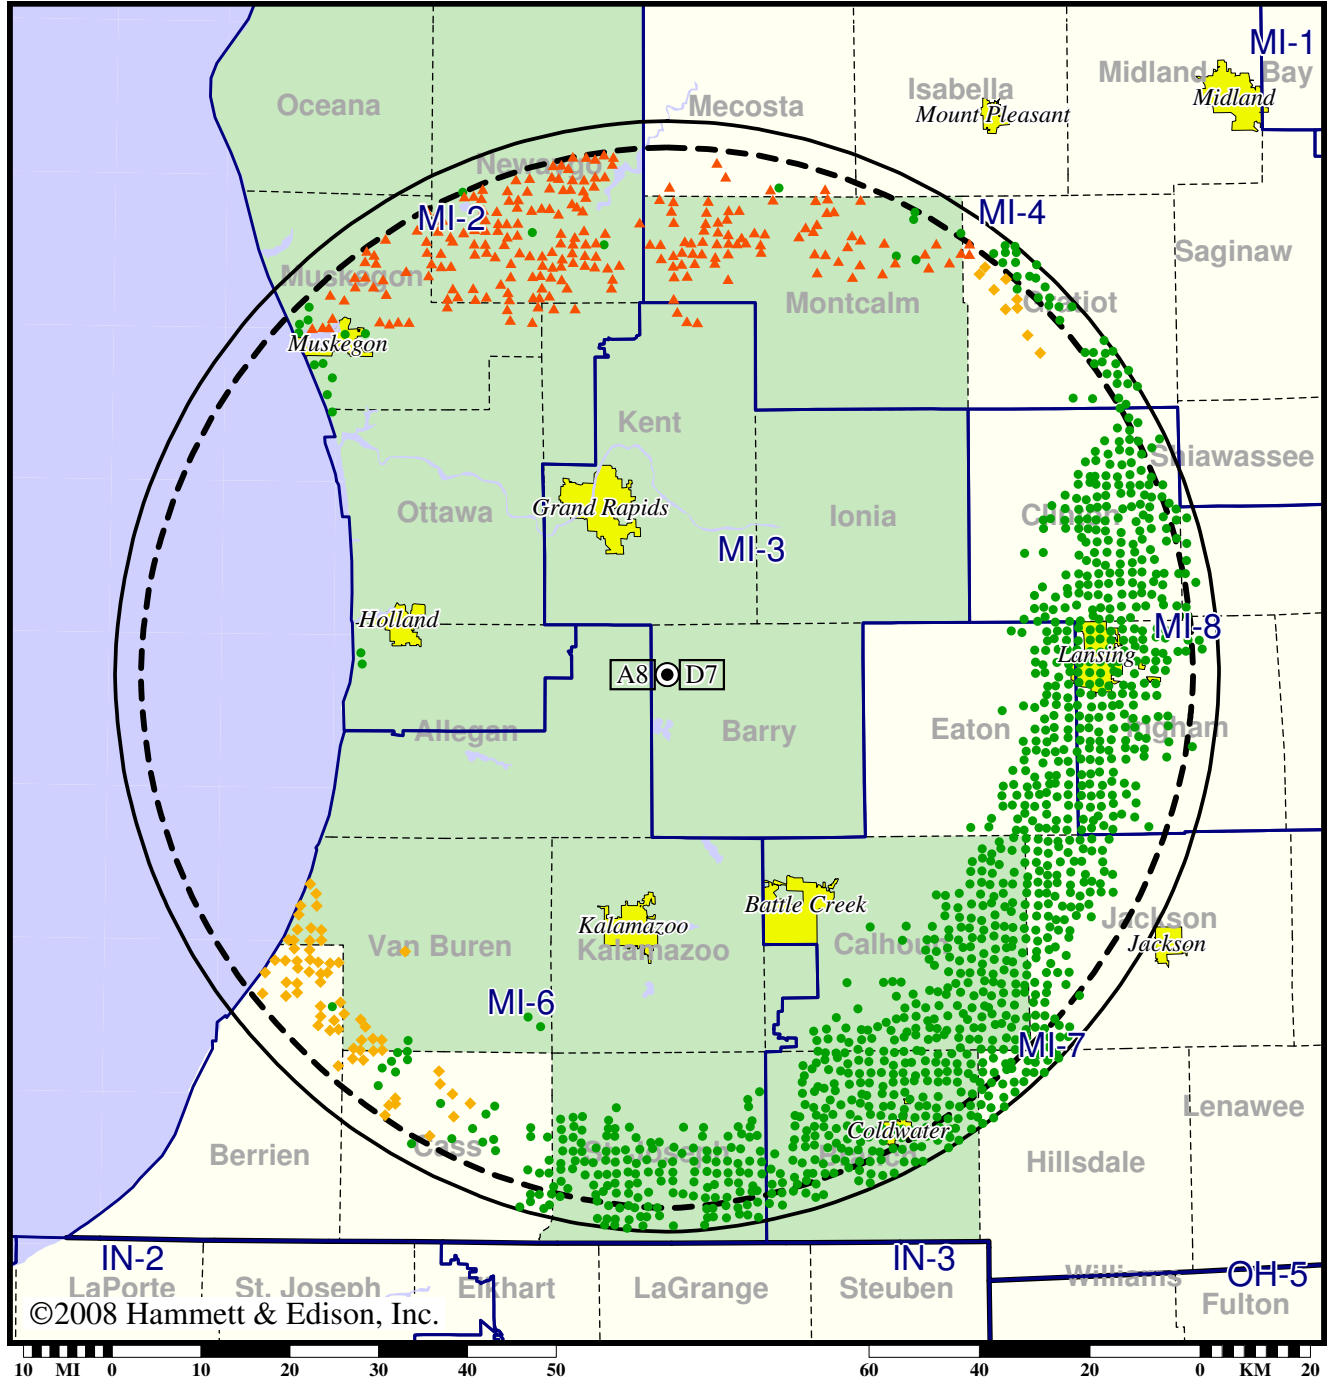 MI-1
Midland
Bay
Isabella
Oceana
Mecosta
Midland
Mount Pleasant
Newaygo
MI-2
MI-4
Saginaw
Muskegon
Montcalm
Gratiot
Muskegon
Kent
Shiawassee
Ottawa
Grand Rapids
Ionia
Clinton
MI-3
Holland
MI-8
Lansing
A8
D7
Allegan
Barry
Eaton
Ingham
Battle Creek
Kalamazoo
Jackson
Van Buren
Kalamazoo
Calhoun
Jackson
MI-6
MI-7
Lenawee
Coldwater
Berrien
Cass
St. Joseph
Branch
Hillsdale
IN-2
IN-3
OH-5
LaPorte
St. Joseph
Elkhart
LaGrange
Steuben
Williams
Fulton
©2008 Hammett & Edison, Inc.
10 MI 0 10 20 30 40 50 60 40 20 0 KM 20